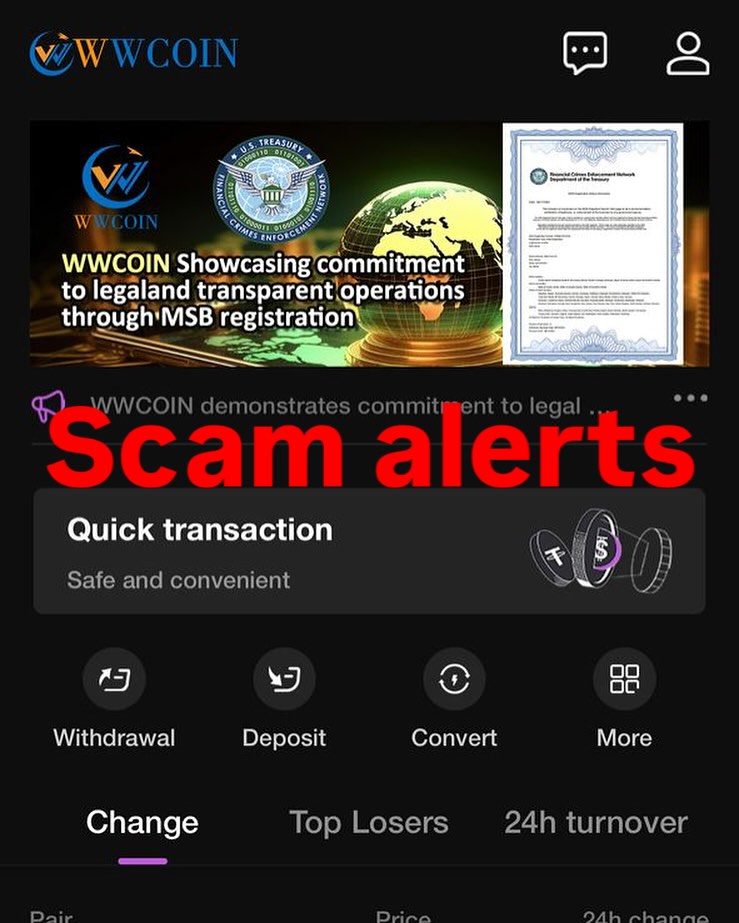 WWCOIN
WWCOIN
U.S. TREASURY
FINANCIAL CRIMES ENFORCEMENT NETWORK
WWCOIN Showcasing commitment
to legaland transparent operations
through MSB registration
Financial Crimes Enforcement Network
Department of the Treasury
WWCOIN demonstrates commitment to legal ...
Scam alerts
Quick transaction
Safe and convenient
Withdrawal
Deposit
Convert
More
Change
Top Losers
24h turnover
Pair
Price
24h change